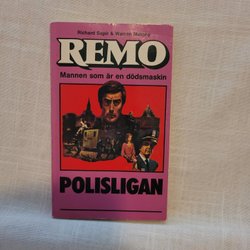 Richard Sapir & Warren Murphy
REMO
Mannen som är en dödsmaskin
POLISLIGAN